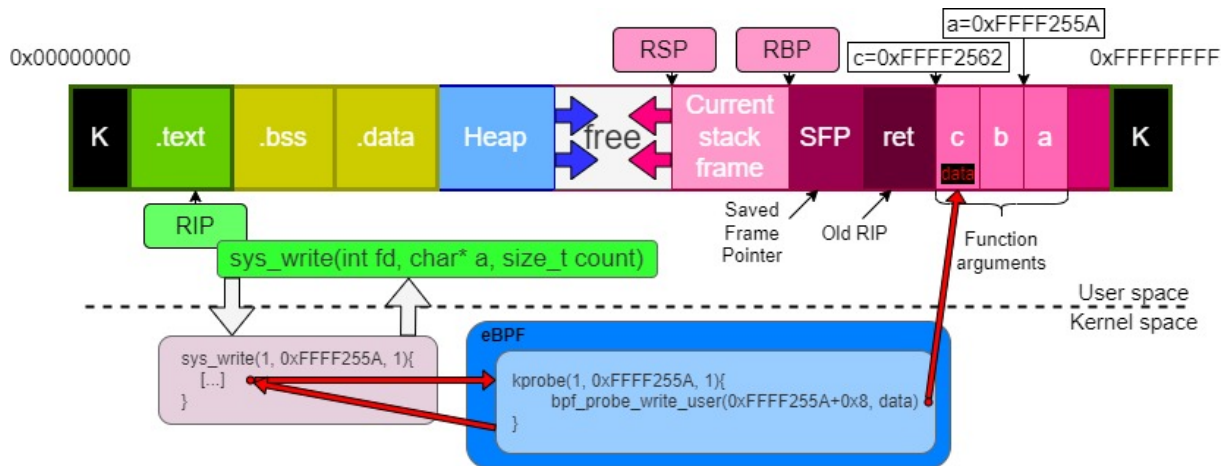 a=0xFFFF255A
RSP
RBP
c=0xFFFF2562
0x00000000
0xFFFFFFFF
K
.text
.bss
.data
Heap
free
Current
stack
frame
SFP
ret
c
data
b
a
K
RIP
Saved
Frame
Pointer
Old RIP
Function
arguments
sys_write(int fd, char* a, size_t count)
User space
Kernel space
eBPF
sys_write(1, 0xFFFF255A, 1){
[...]
}
kprobe(1, 0xFFFF255A, 1){
bpf_probe_write_user(0xFFFF255A+0x8, data)
}